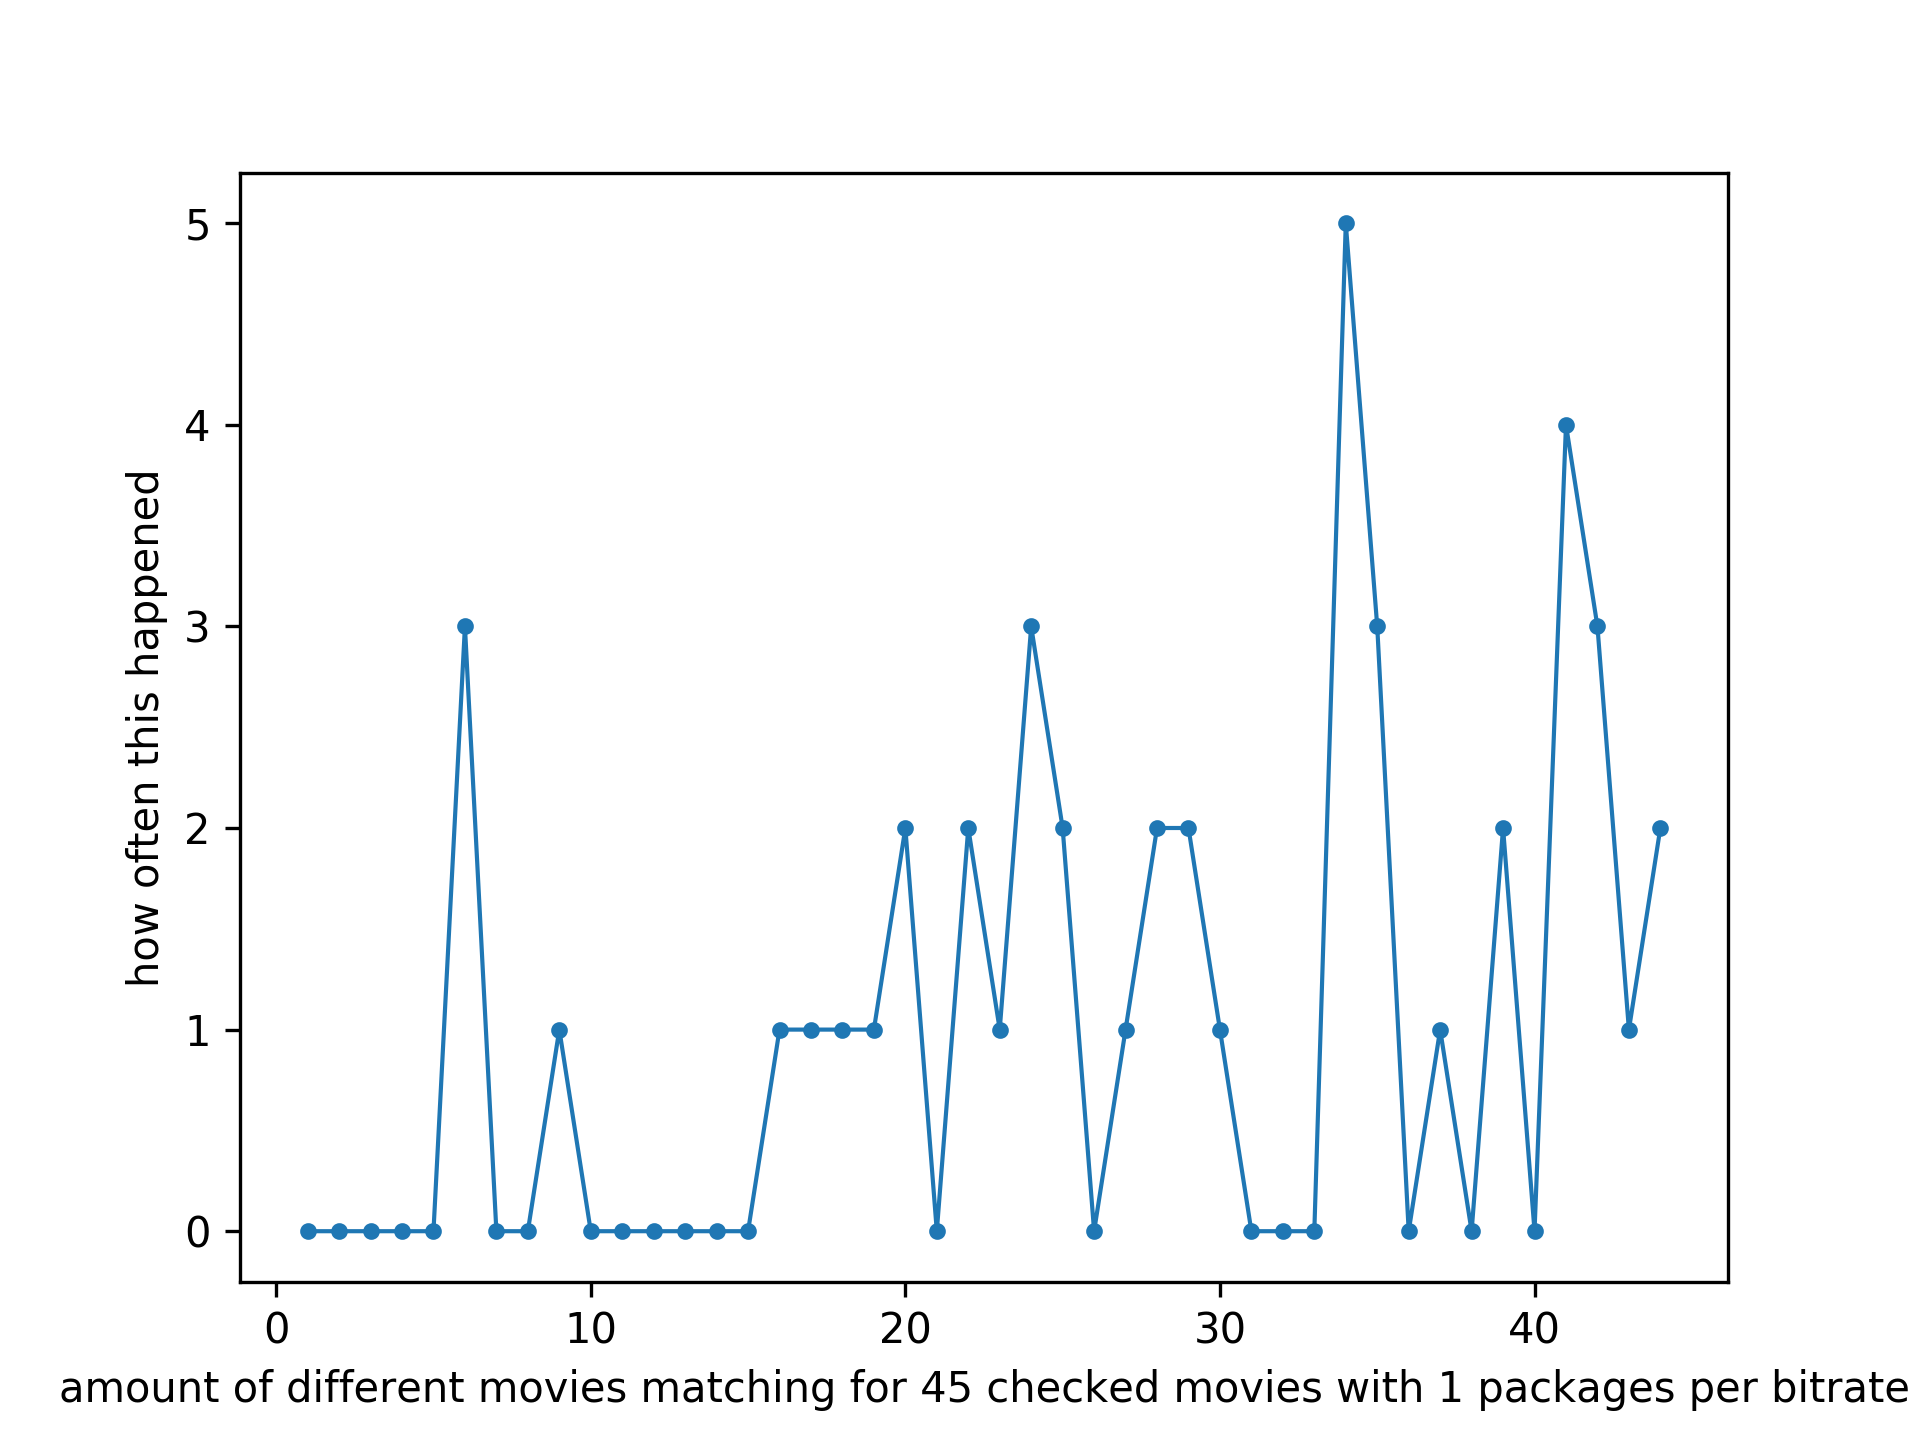 5
4
3
2
1
0
how often this happened
0 10 20 30 40
amount of different movies matching for 45 checked movies with 1 packages per bitrate